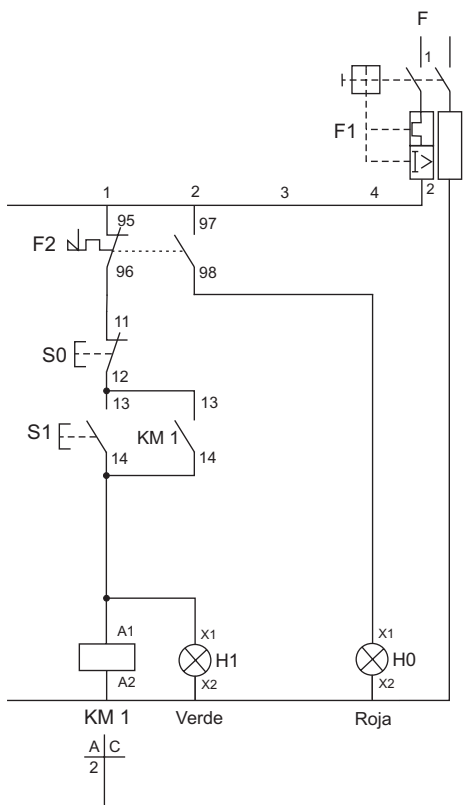 F
1
F1
2
1 2 3 4
95 97
F2
96 98
11
S0
12
13 13
S1 KM 1
14 14
A1 X1 X1
H1 H0
A2 X2 X2
KM 1 Verde Roja
A C
2